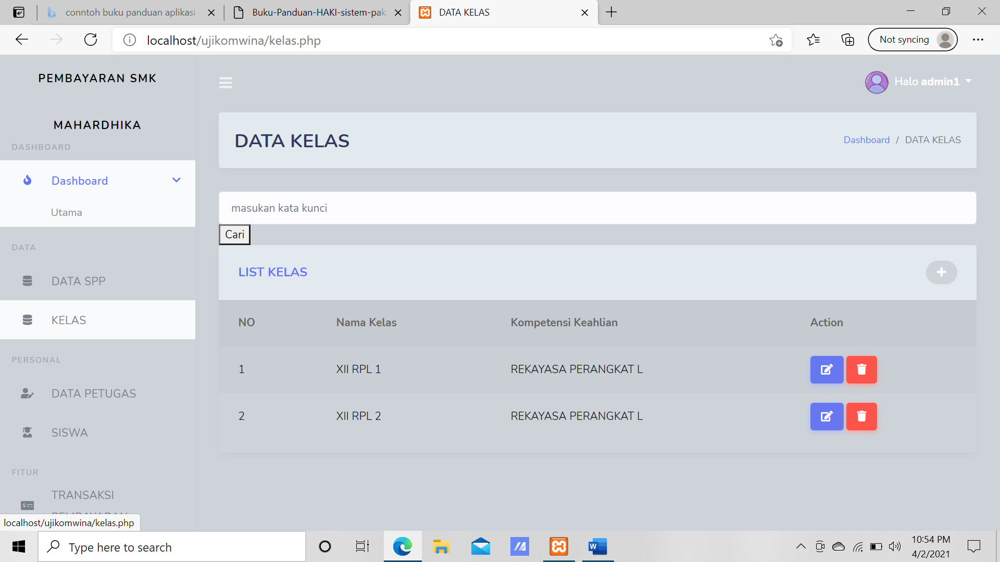 conntoh buku panduan aplikasi
Buku-Panduan-HAKI-sistem-paka
DATA KELAS
localhost/ujikomwina/kelas.php
Not syncing
PEMBAYARAN SMK
MAHARDHIKA
DASHBOARD
Dashboard
Utama
DATA
DATA SPP
KELAS
PERSONAL
DATA PETUGAS
SISWA
FITUR
TRANSAKSI
PEMBAYARAN
localhost/ujikomwina/kelas.php
Halo admin1
DATA KELAS
Dashboard / DATA KELAS
masukan kata kunci
Cari
LIST KELAS
NO Nama Kelas Kompetensi Keahlian Action
1 XII RPL 1 REKAYASA PERANGKAT L
2 XII RPL 2 REKAYASA PERANGKAT L
Type here to search
10:54 PM
4/2/2021